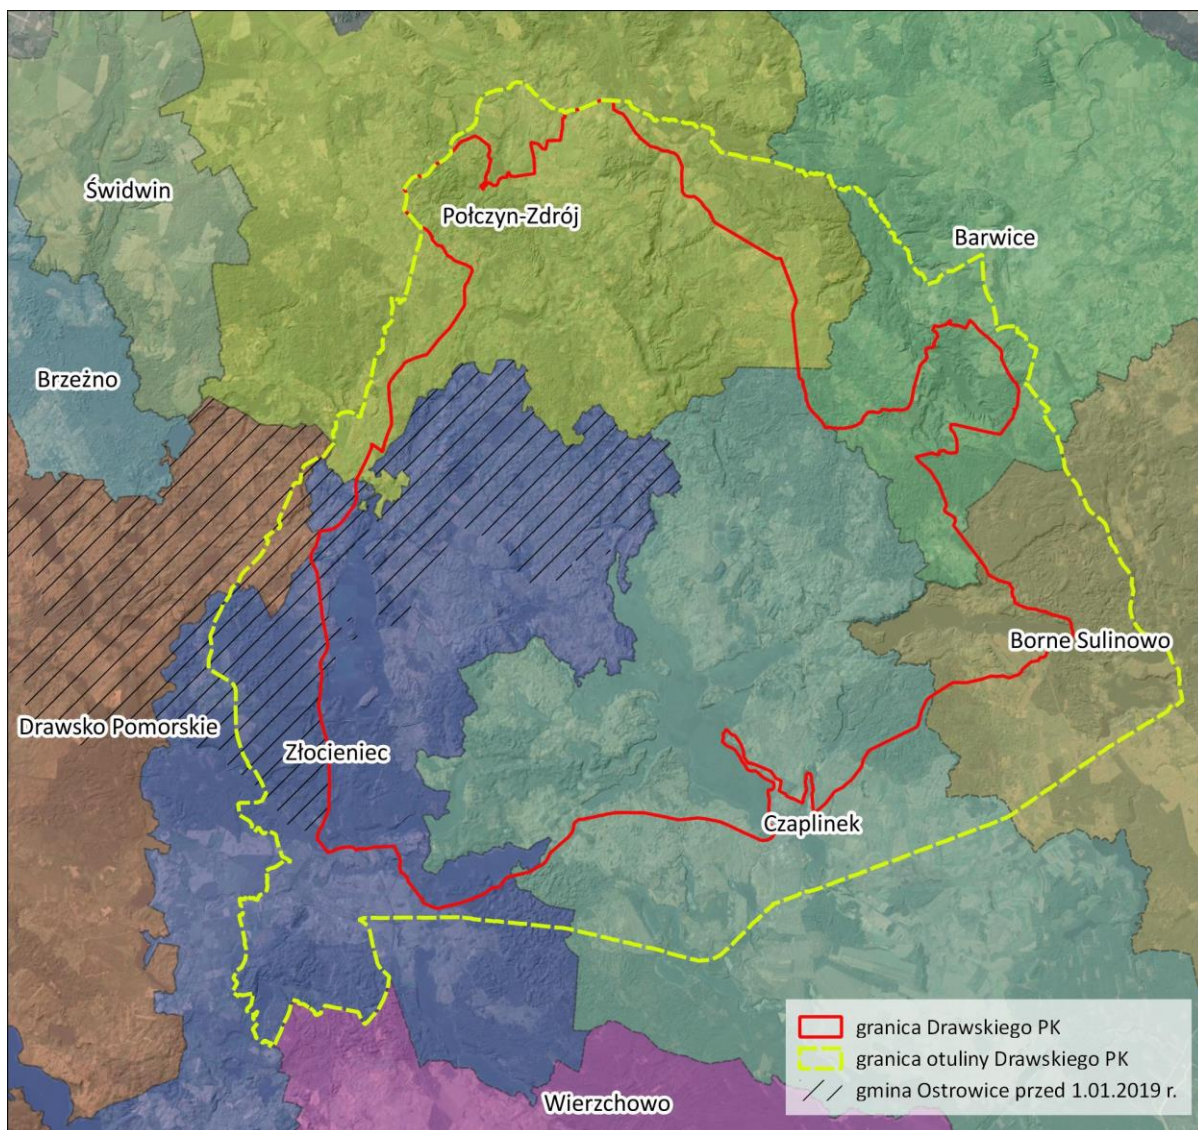 Świdwin
Połczyn-Zdrój
Barwice
Brzeżno
Borne Sulinowo
Drawsko Pomorskie
Złocieniec
Czaplinek
Wierzchowo
granica Drawskiego PK
granica otuliny Drawskiego PK
gmina Ostrowice przed 1.01.2019 r.